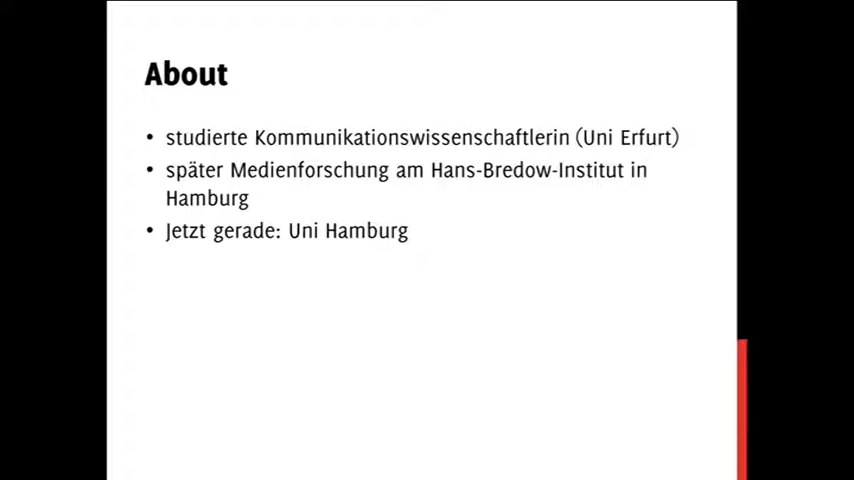 About
• studierte Kommunikationswissenschaftlerin (Uni Erfurt)
• später Medienforschung am Hans-Bredow-Institut in
Hamburg
• Jetzt gerade: Uni Hamburg